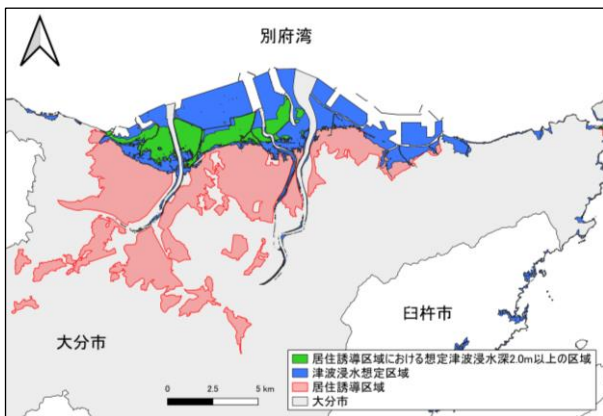 別府湾
臼杵市
大分市
居住誘導区域における想定津波浸水深2.0m以上の区域
津波浸水想定区域
居住誘導区域
大分市
0 2.5 5 km